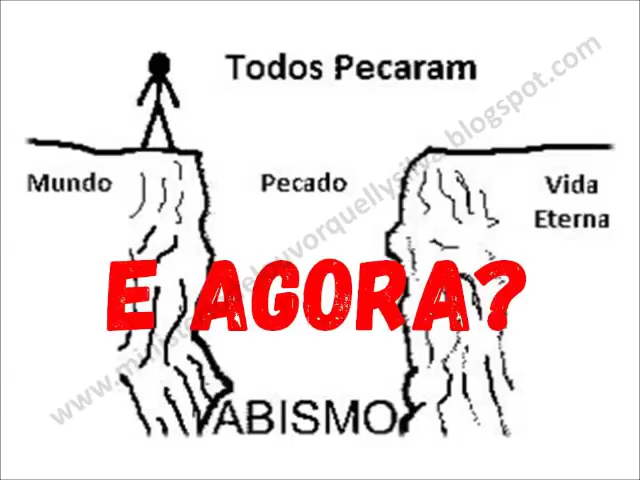 Todos Pecaram
Mundo
Pecado
Vida
Eterna
E AGORA?
ABISMO